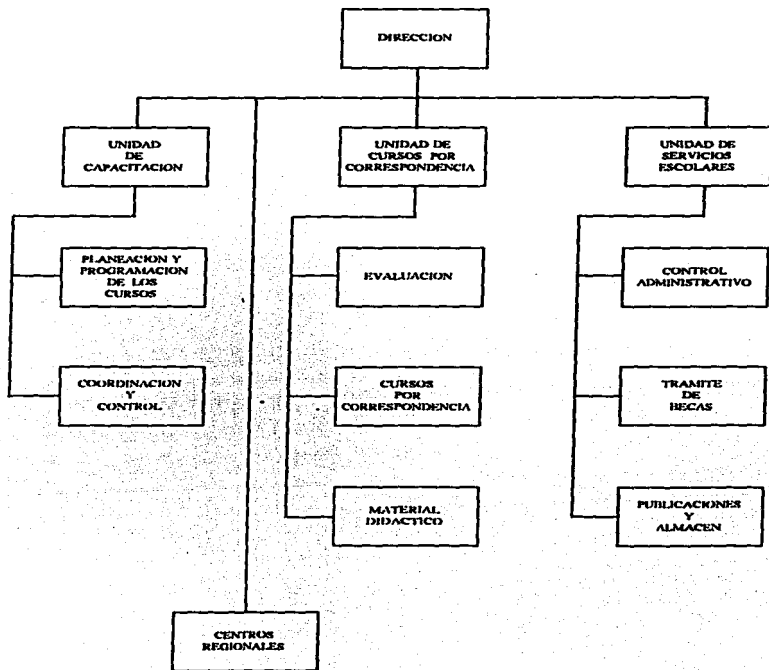 DIRECCION
UNIDAD
DE
CAPACITACION
UNIDAD DE
CURSOS POR
CORRESPONDENCIA
UNIDAD DE
SERVICIOS
ESCOLARES
PLANEACION Y
PROGRAMACION
DE LOS
CURSOS
EVALUACION
CONTROL
ADMINISTRATIVO
COORDINACION
Y
CONTROL
CURSOS
POR
CORRESPONDENCIA
TRAMITE
DE
BECAS
MATERIAL
DIDACTICO
PUBLICACIONES
Y
ALMACEN
CENTROS
REGIONALES